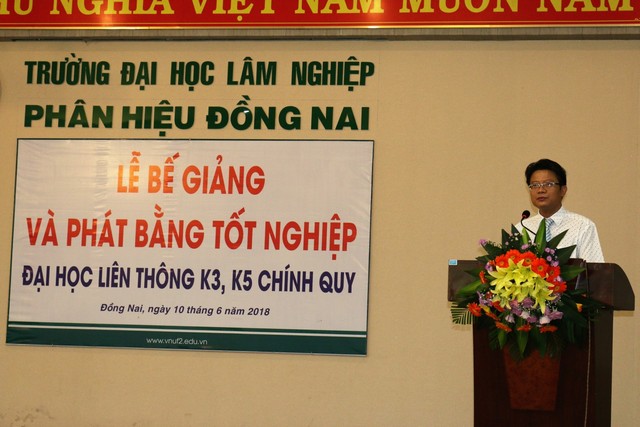 NGHĨA VIỆT NAM MUÔN NĂM
TRƯỜNG ĐẠI HỌC LÂM NGHIỆP
PHÂN HIỆU ĐỒNG NAI
LỄ BẾ GIẢNG
VÀ PHÁT BẰNG TỐT NGHIỆP
ĐẠI HỌC LIÊN THÔNG K3, K5 CHÍNH QUY
Đồng Nai, ngày 10 tháng 6 năm 2018
www.vnuf2.edu.vn